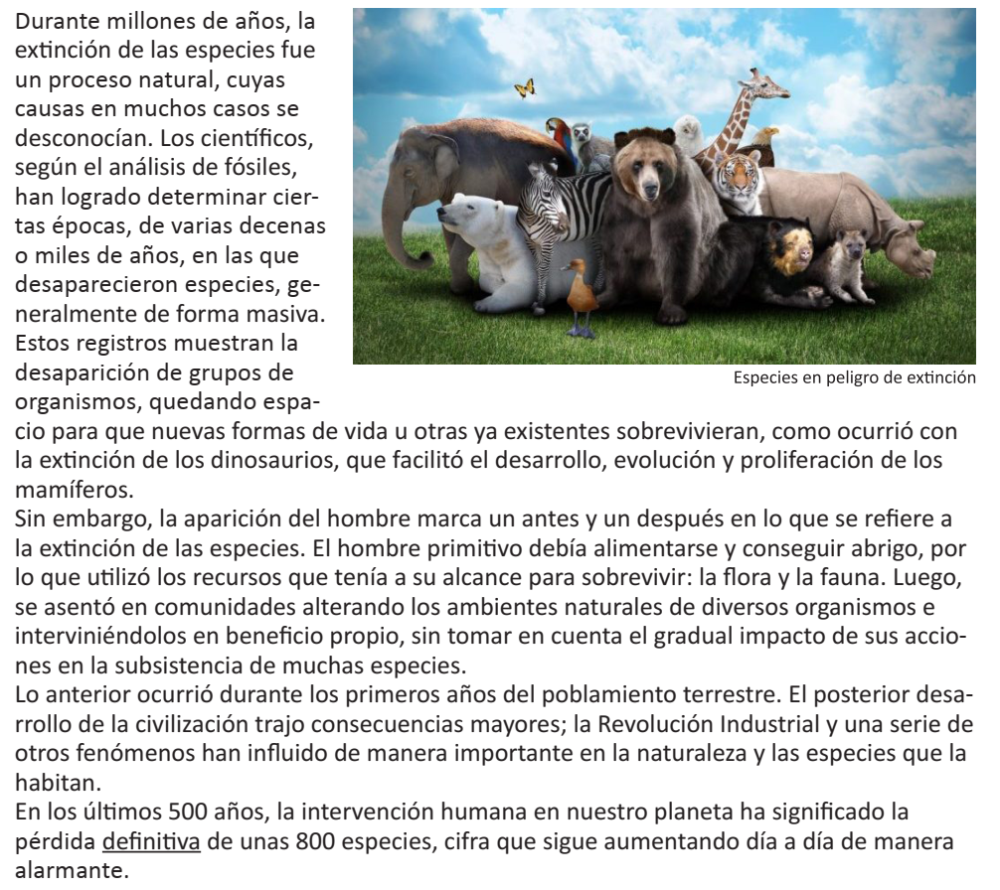 Durante millones de años, la
extinción de las especies fue
un proceso natural, cuyas
causas en muchos casos se
desconocían. Los científicos,
según el análisis de fósiles,
han logrado determinar cier-
tas épocas, de varias decenas
o miles de años, en las que
desaparecieron especies, ge-
neralmente de forma masiva.
Estos registros muestran la
desaparición de grupos de
organismos, quedando espa-
cio para que nuevas formas de vida u otras ya existentes sobrevivieran, como ocurrió con
la extinción de los dinosaurios, que facilitó el desarrollo, evolución y proliferación de los
mamíferos.
Especies en peligro de extinción
Sin embargo, la aparición del hombre marca un antes y un después en lo que se refiere a
la extinción de las especies. El hombre primitivo debía alimentarse y conseguir abrigo, por
lo que utilizó los recursos que tenía a su alcance para sobrevivir: la flora y la fauna. Luego,
se asentó en comunidades alterando los ambientes naturales de diversos organismos e
interviniéndolos en beneficio propio, sin tomar en cuenta el gradual impacto de sus accio-
nes en la subsistencia de muchas especies.
Lo anterior ocurrió durante los primeros años del poblamiento terrestre. El posterior desa-
rrollo de la civilización trajo consecuencias mayores; la Revolución Industrial y una serie de
otros fenómenos han influido de manera importante en la naturaleza y las especies que la
habitan.
En los últimos 500 años, la intervención humana en nuestro planeta ha significado la
pérdida definitiva de unas 800 especies, cifra que sigue aumentando día a día de manera
alarmante.